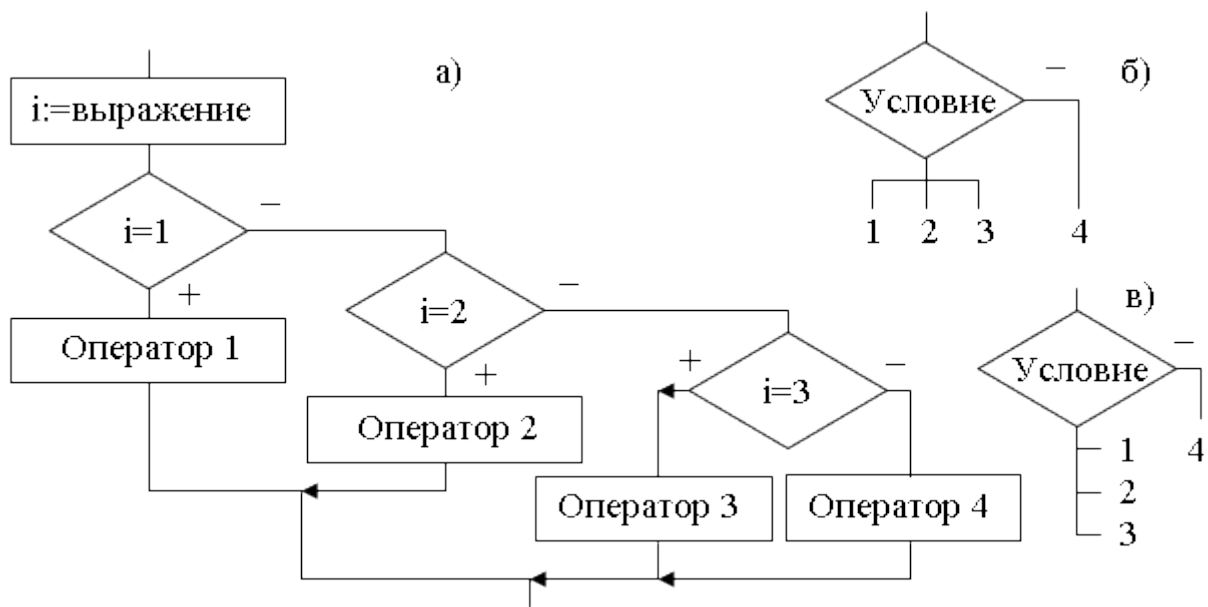 а)
i:=выражение
i=1
−
+
Оператор 1
i=2
−
+
Оператор 2
i=3
+
−
Оператор 3
Оператор 4
б)
Условие
−
1 2 3 4
в)
Условие
−
1
2
3
4